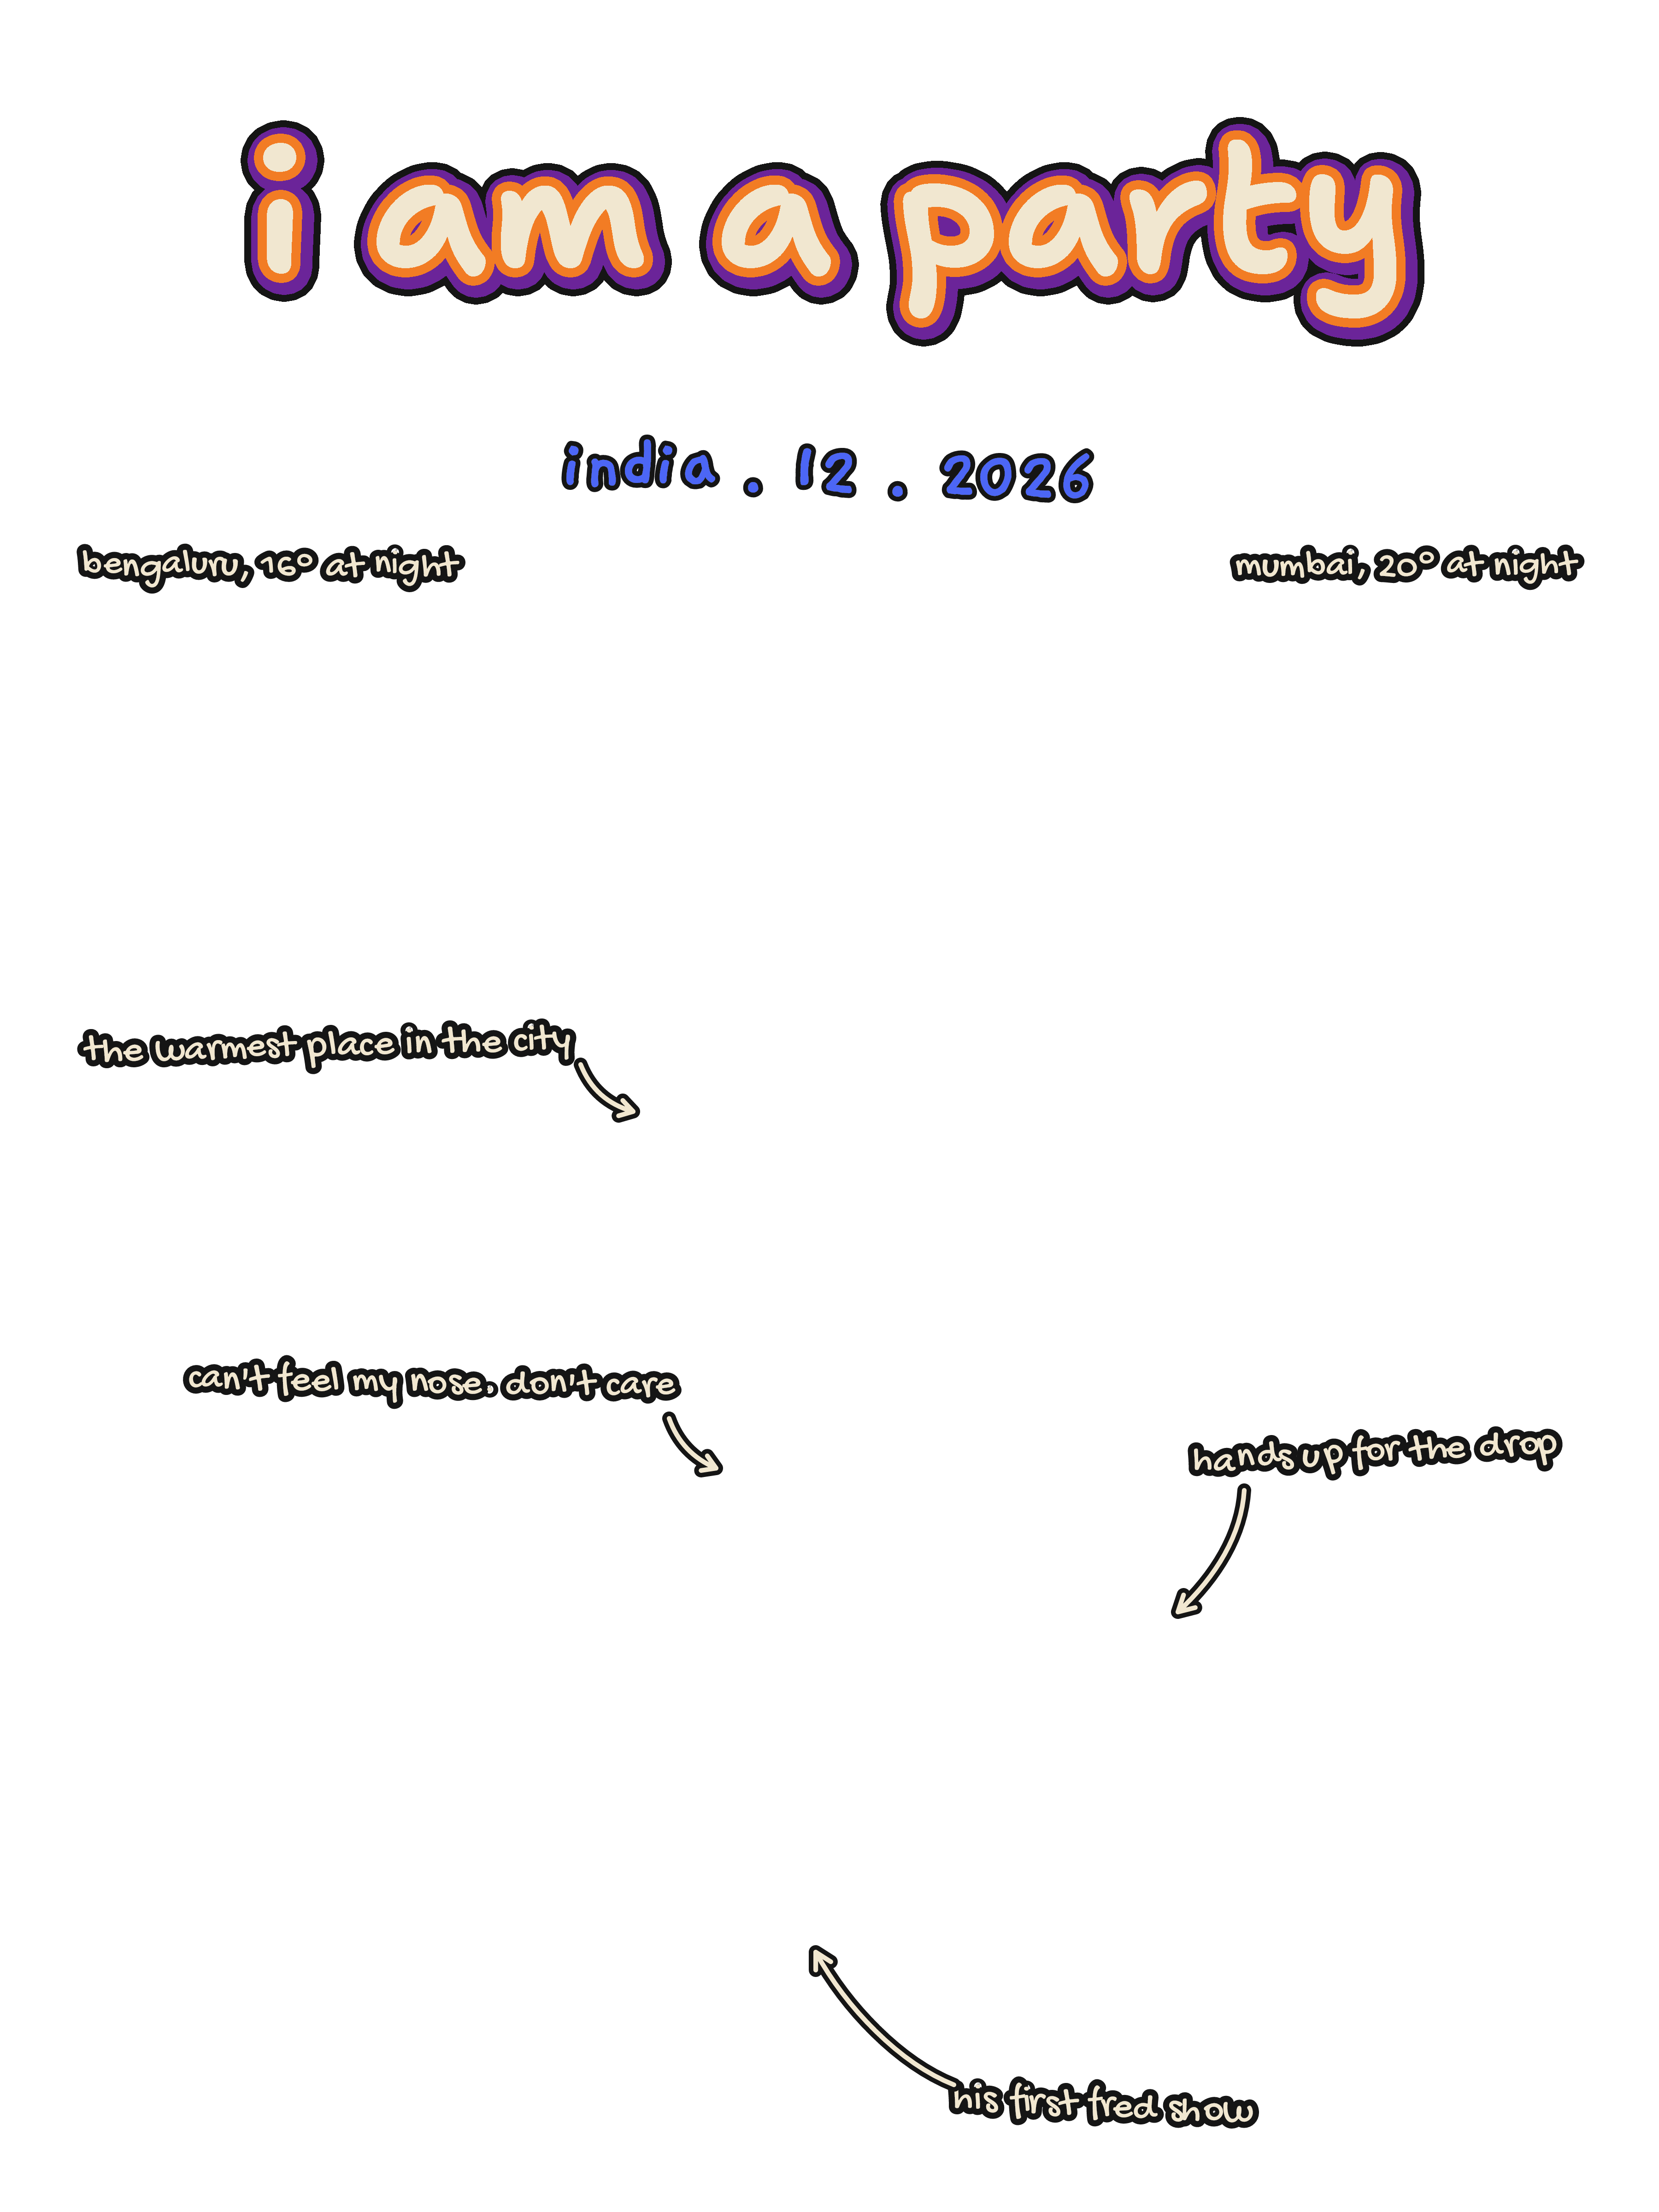 i am a party
india . 12 . 2026
bengaluru, 16° at night
mumbai, 20° at night
the warmest place in the city
can't feel my nose. don't care
hands up for the drop
his first fred show